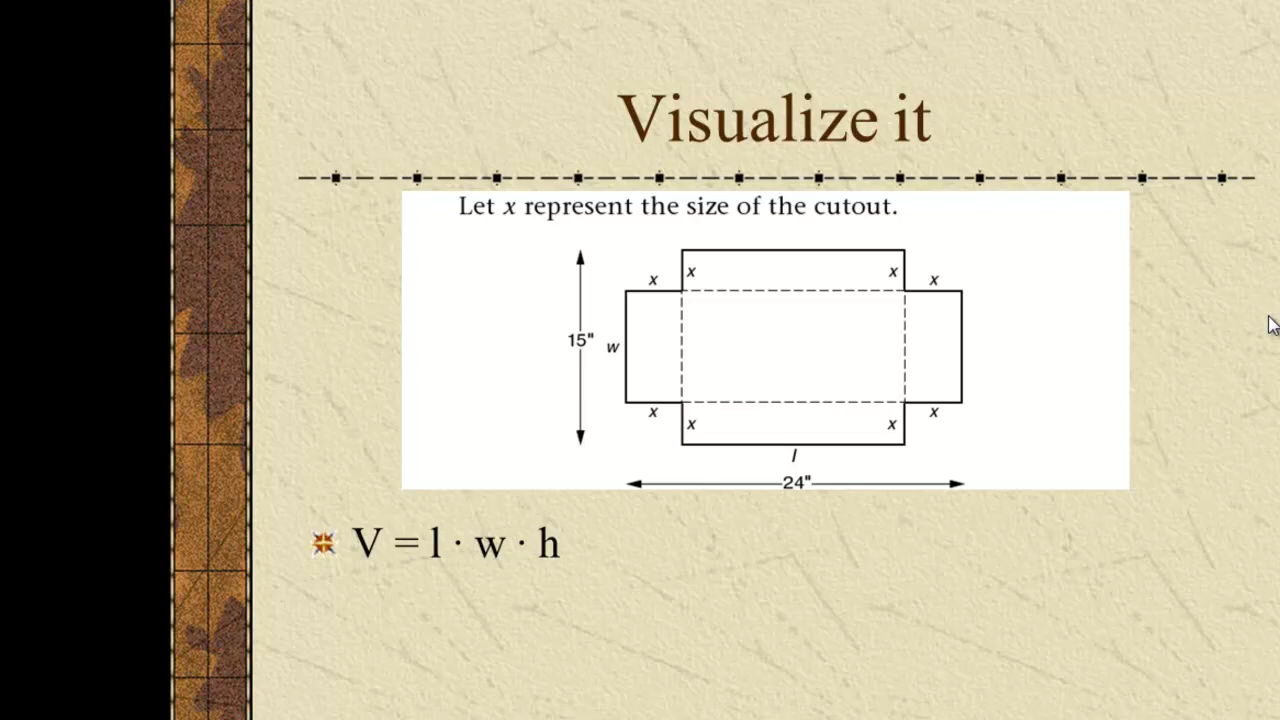 Visualize it
Let x represent the size of the cutout.
x x x x
15" w
x x x x
l
24"
V = l · w · h